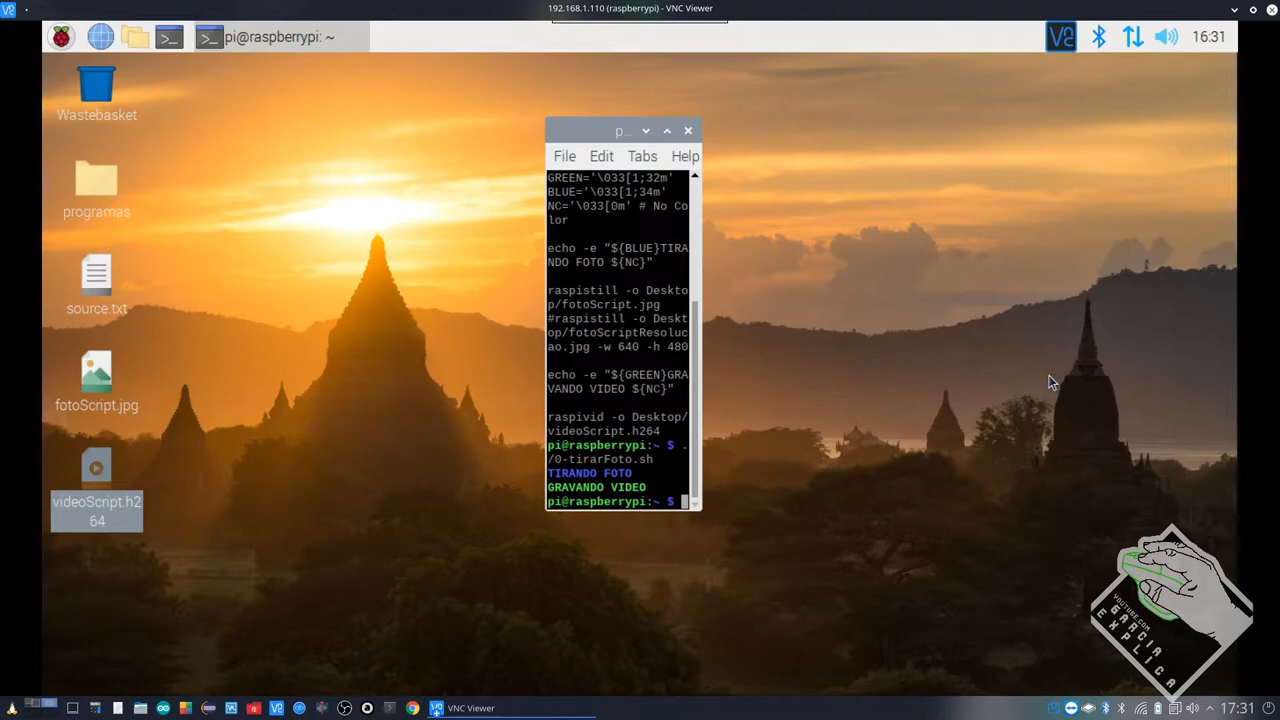 192.168.1.110 (raspberrypi) - VNC Viewer
pi@raspberrypi: ~
16:31
Wastebasket
programas
source.txt
fotoScript.jpg
videoScript.h2
64
p...
File Edit Tabs Help
GREEN='\033[1;32m'
BLUE='\033[1;34m'
NC='\033[0m' # No Co
lor
echo -e "${BLUE}TIRA
NDO FOTO ${NC}"
raspistill -o Deskto
p/fotoScript.jpg
#raspistill -o Deskt
op/fotoScriptResoluc
ao.jpg -w 640 -h 480
echo -e "${GREEN}GRA
VANDO VIDEO ${NC}"
raspivid -o Desktop/
videoScript.h264
pi@raspberrypi:~ $ .
/0-tirarFoto.sh
TIRANDO FOTO
GRAVANDO VIDEO
pi@raspberrypi:~ $
YOUTUBE.COM
GARCIA
EXPLICA
VNC Viewer
17:31